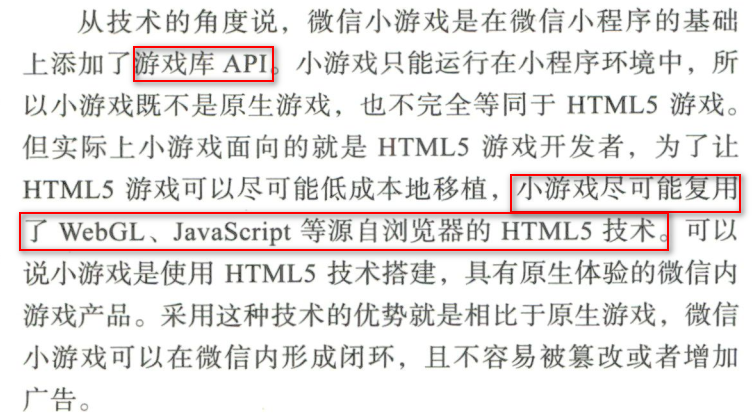 从技术的角度说，微信小游戏是在微信小程序的基础
上添加了游戏库 API。小游戏只能运行在小程序环境中，所
以小游戏既不是原生游戏，也不完全等同于 HTML5 游戏。
但实际上小游戏面向的就是 HTML5 游戏开发者，为了让
HTML5 游戏可以尽可能低成本地移植，小游戏尽可能复用
了 WebGL、JavaScript 等源自浏览器的 HTML5 技术。可以
说小游戏是使用 HTML5 技术搭建，具有原生体验的微信内
游戏产品。采用这种技术的优势就是相比于原生游戏，微信
小游戏可以在微信内形成闭环，且不容易被篡改或者增加
广告。